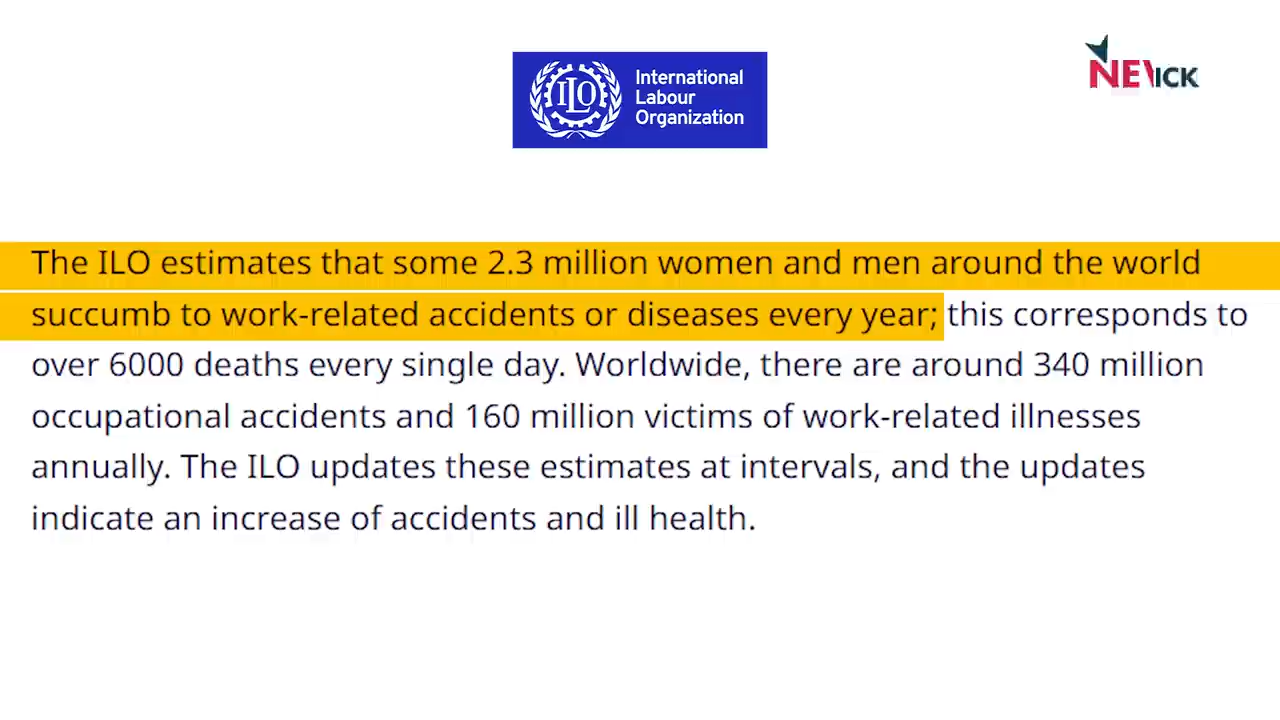 ILO
International
Labour
Organization
The ILO estimates that some 2.3 million women and men around the world
succumb to work-related accidents or diseases every year; this corresponds to
over 6000 deaths every single day. Worldwide, there are around 340 million
occupational accidents and 160 million victims of work-related illnesses
annually. The ILO updates these estimates at intervals, and the updates
indicate an increase of accidents and ill health.